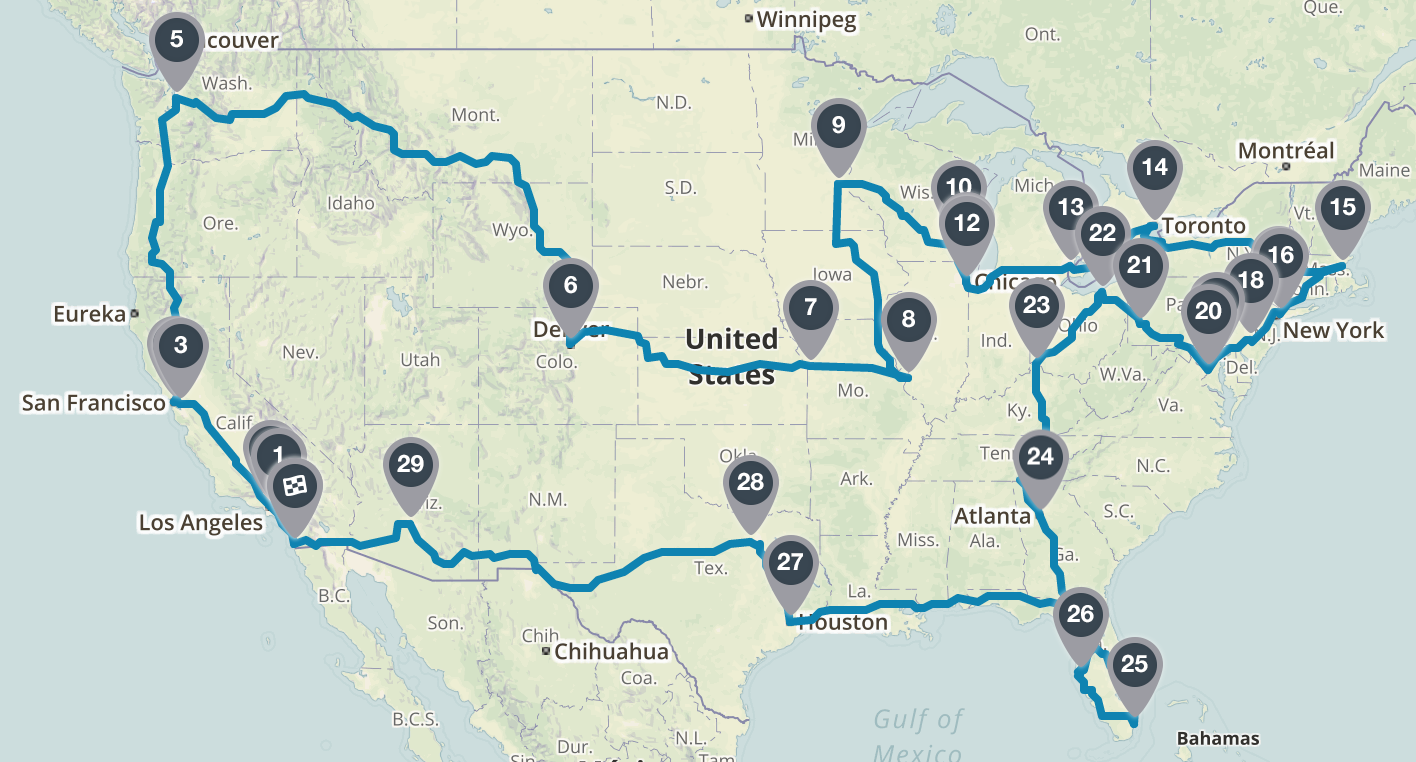 Winnipeg
Que.
5
couver
Ont.
Wash.
N.D.
Mont.
9
Mi
Montréal
14
Maine
S.D.
10
Mich.
Wis.
Idaho
13
Vt.
15
12
Ore.
Toronto
Wyo.
22
N.Y.
16
21
Mass.
Iowa
Chicago
18
Conn.
6
Nebr.
7
8
23
Pa.
20
Eureka
Denver
Ohio
N.J.
New York
3
United
States
Ind.
Nev.
Utah
Colo.
Del.
W.Va.
Mo.
San Francisco
Va.
Ky.
Calif.
1
29
Okla.
Tenn.
24
N.C.
28
Ark.
Ariz.
N.M.
Los Angeles
Atlanta
S.C.
Miss.
Ala.
Ga.
27
Tex.
La.
B.C.
26
Houston
Son.
Chih.
Chihuahua
25
Coa.
B.C.S.
Gulf of
Mexico
N.L.
Bahamas
Dur.
Sin.
Tam.